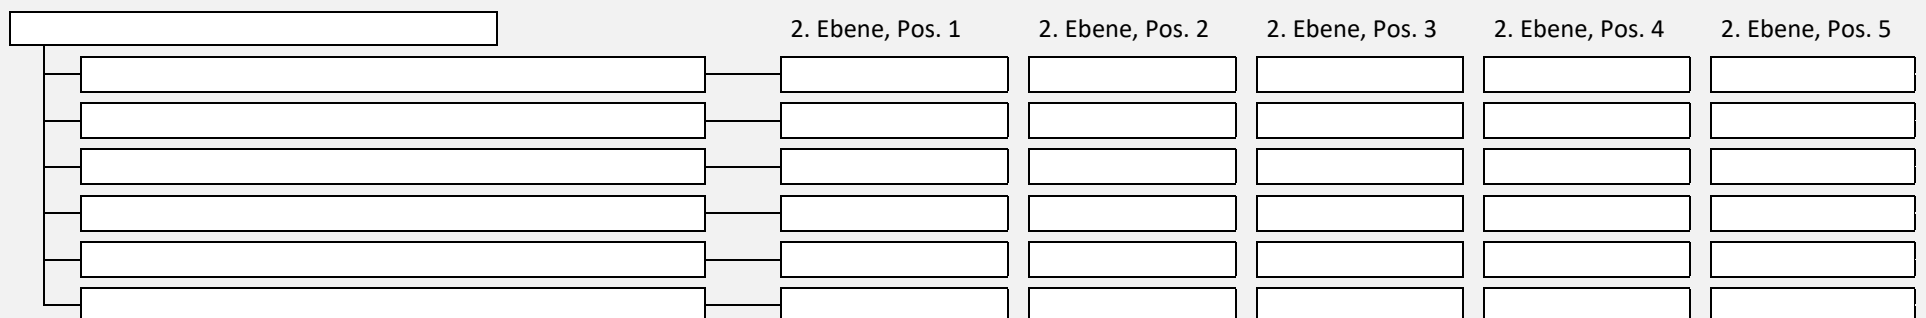 2. Ebene, Pos. 1 2. Ebene, Pos. 2 2. Ebene, Pos. 3 2. Ebene, Pos. 4 2. Ebene, Pos. 5